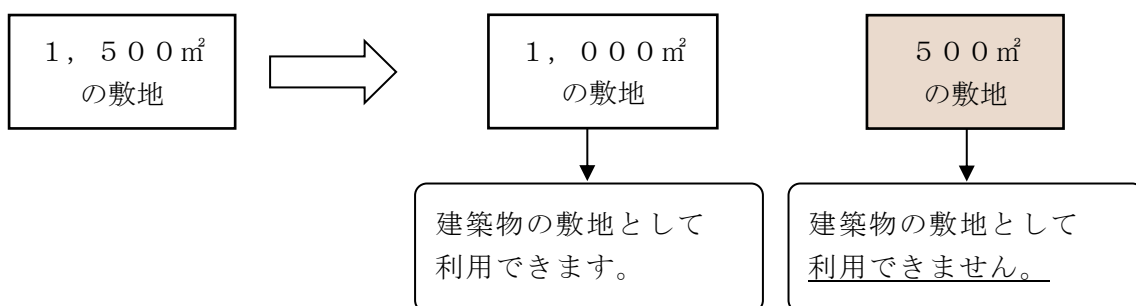 １，５００㎡
の敷地
１，０００㎡
の敷地
５００㎡
の敷地
建築物の敷地として
利用できます。
建築物の敷地として
利用できません。